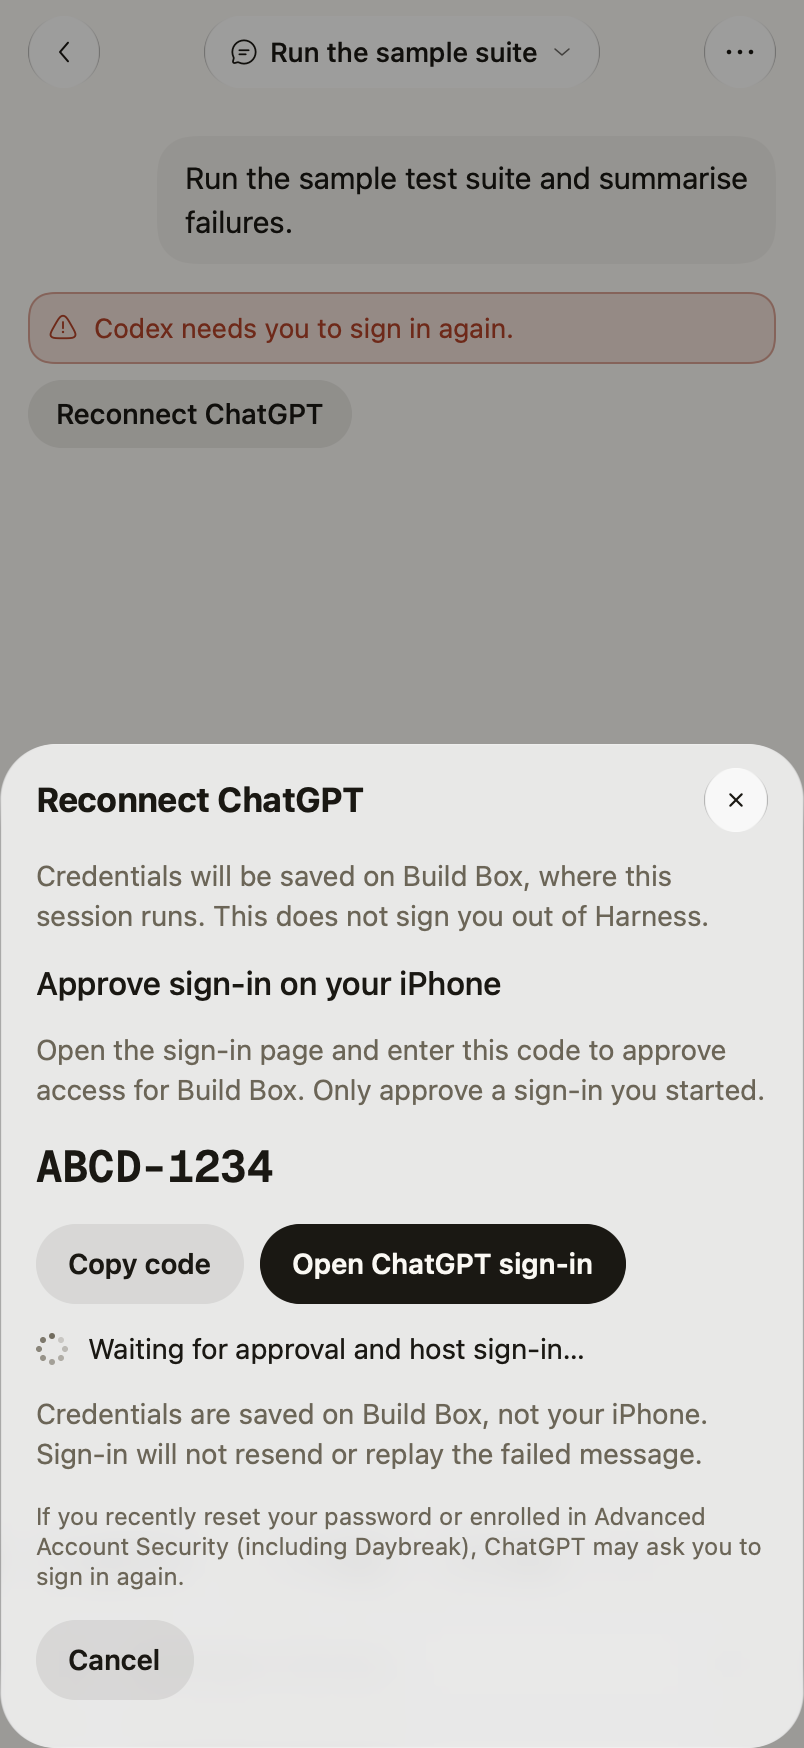 Run the sample suite
Run the sample test suite and summarise
failures.
Codex needs you to sign in again.
Reconnect ChatGPT
Reconnect ChatGPT
Credentials will be saved on Build Box, where this
session runs. This does not sign you out of Harness.
Approve sign-in on your iPhone
Open the sign-in page and enter this code to approve
access for Build Box. Only approve a sign-in you started.
ABCD-1234
Copy code
Open ChatGPT sign-in
Waiting for approval and host sign-in...
Credentials are saved on Build Box, not your iPhone.
Sign-in will not resend or replay the failed message.
If you recently reset your password or enrolled in Advanced
Account Security (including Daybreak), ChatGPT may ask you to
sign in again.
Cancel